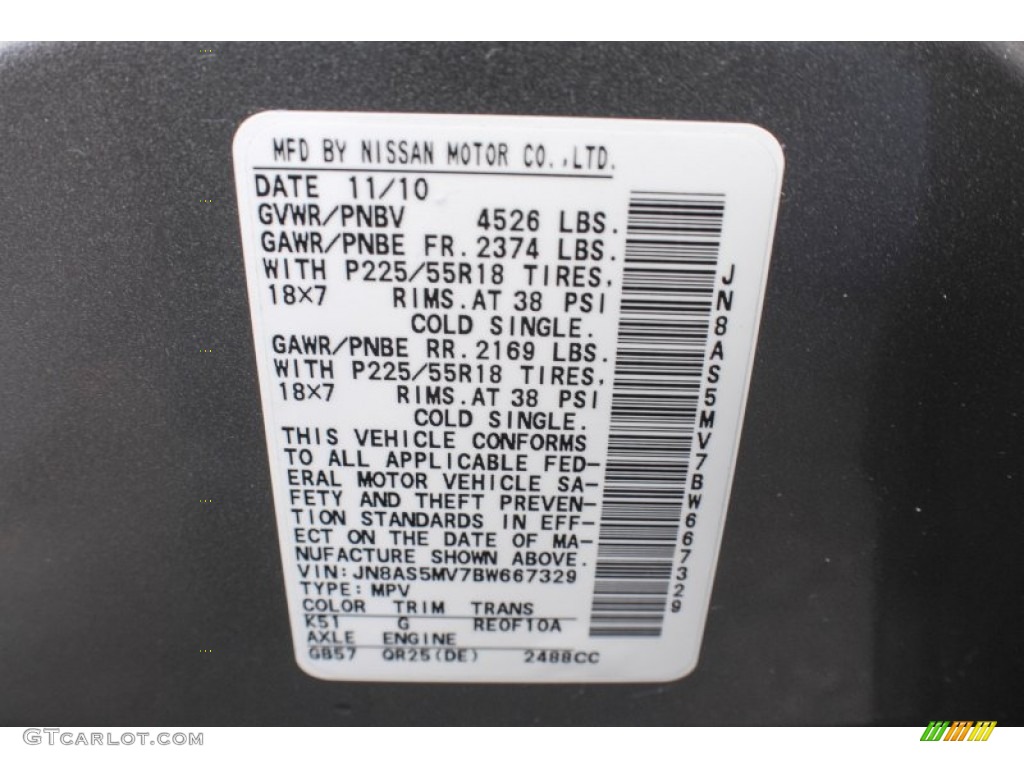 MFD BY NISSAN MOTOR CO.,LTD.
DATE 11/10
GVWR/PNBV 4526 LBS.
GAWR/PNBE FR. 2374 LBS.
WITH P225/55R18 TIRES,
18×7 RIMS. AT 38 PSI
COLD SINGLE.
GAWR/PNBE RR. 2169 LBS.
WITH P225/55R18 TIRES,
18×7 RIMS. AT 38 PSI
COLD SINGLE.
THIS VEHICLE CONFORMS
TO ALL APPLICABLE FED-
ERAL MOTOR VEHICLE SA-
FETY AND THEFT PREVEN-
TION STANDARDS IN EFF-
ECT ON THE DATE OF MA-
NUFACTURE SHOWN ABOVE.
VIN: JN8AS5MV7BW667329
TYPE: MPV
COLOR TRIM TRANS
K51 G RE0F10A
AXLE ENGINE
GB57 QR25(DE) 2488CC
JN8AS5MV7BW667329
GTCarLot.com